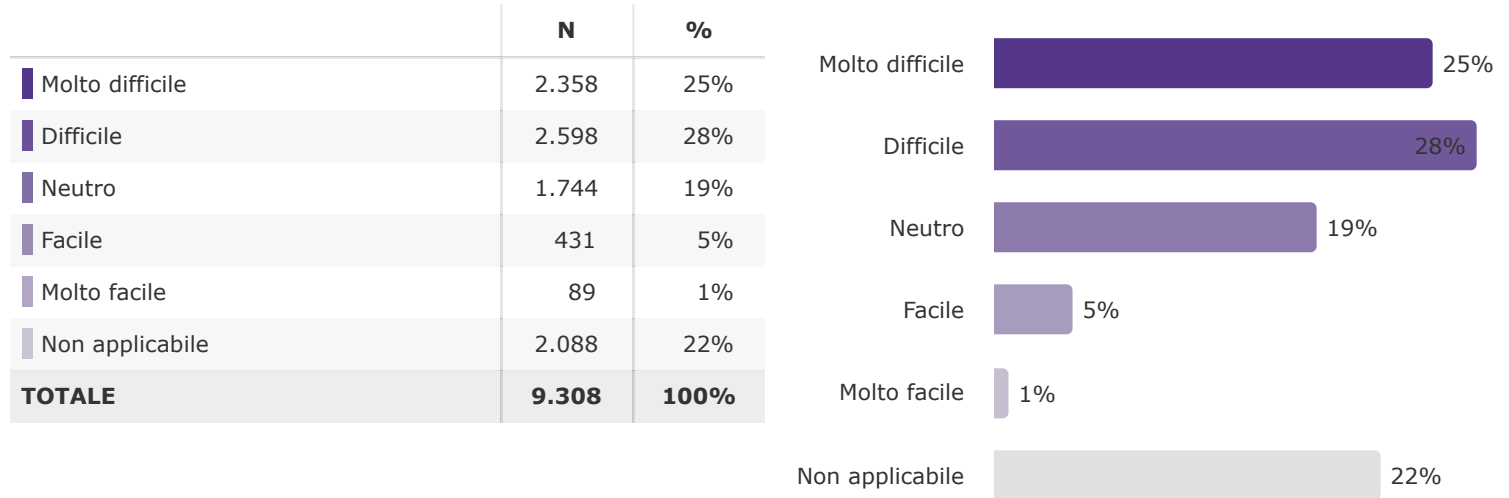 N %
Molto difficile 2.358 25%
Difficile 2.598 28%
Neutro 1.744 19%
Facile 431 5%
Molto facile 89 1%
Non applicabile 2.088 22%
TOTALE 9.308 100%
Molto difficile 25%
Difficile 28%
Neutro 19%
Facile 5%
Molto facile 1%
Non applicabile 22%